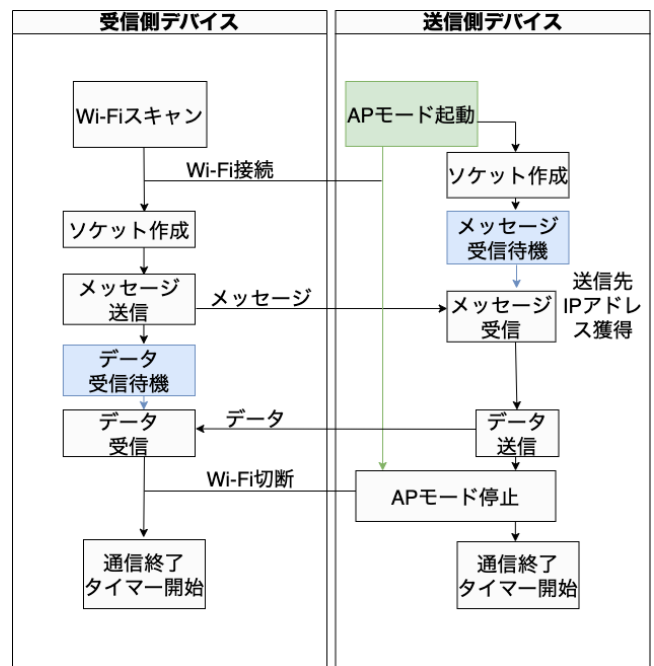 受信側デバイス
送信側デバイス
Wi-Fiスキャン
APモード起動
Wi-Fi接続
ソケット作成
ソケット作成
メッセージ
受信待機
メッセージ
送信
メッセージ
メッセージ
受信
送信先
IPアドレ
ス獲得
データ
受信待機
データ
受信
データ
データ
送信
Wi-Fi切断
APモード停止
通信終了
タイマー開始
通信終了
タイマー開始